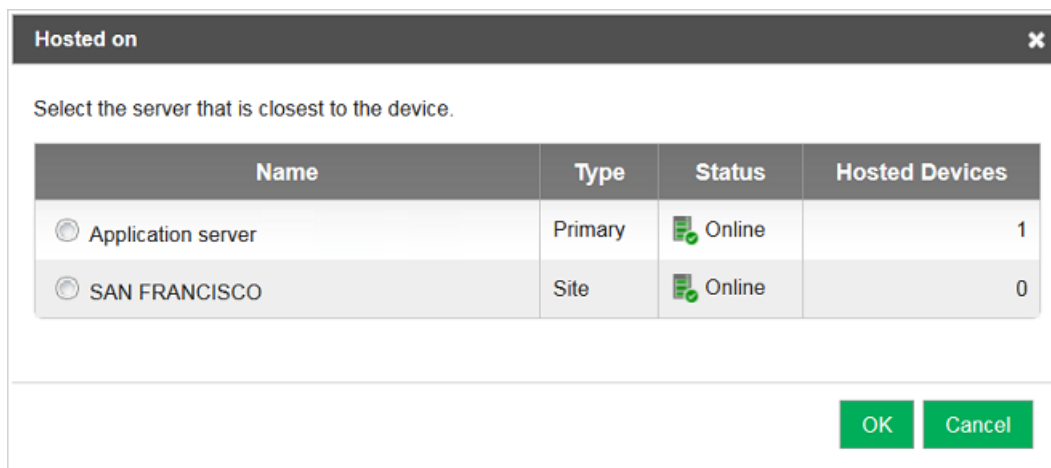 Hosted on
Select the server that is closest to the device.
Name Type Status Hosted Devices
Application server Primary Online 1
SAN FRANCISCO Site Online 0
OK Cancel